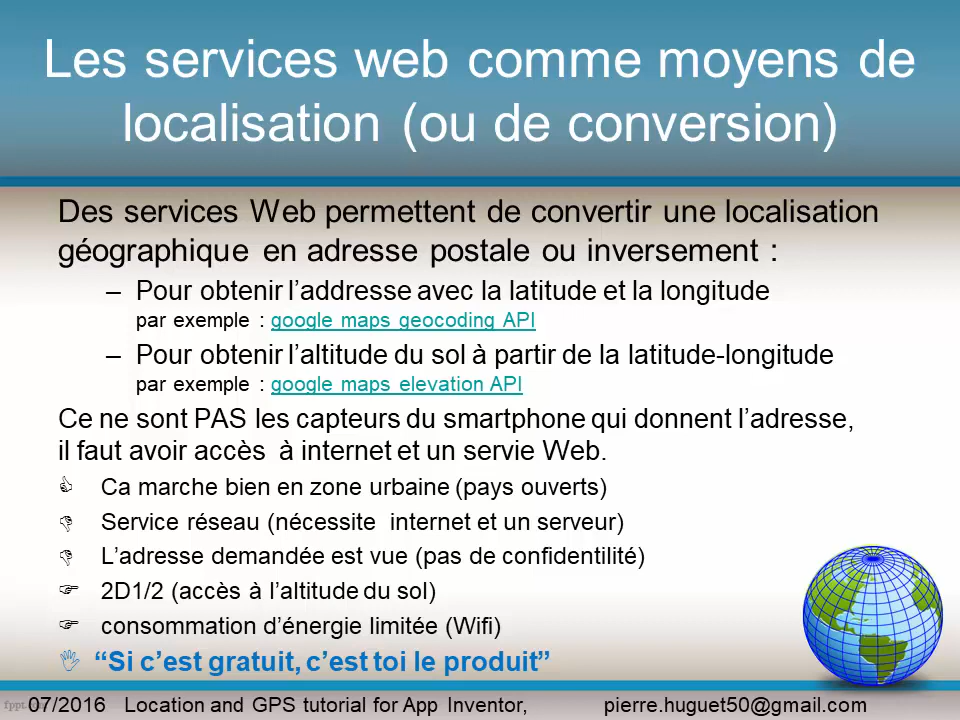 Les services web comme moyens de
localisation (ou de conversion)
Des services Web permettent de convertir une localisation
géographique en adresse postale ou inversement :
– Pour obtenir l’addresse avec la latitude et la longitude
par exemple : google maps geocoding API
– Pour obtenir l’altitude du sol à partir de la latitude-longitude
par exemple : google maps elevation API
Ce ne sont PAS les capteurs du smartphone qui donnent l’adresse,
il faut avoir accès à internet et un servie Web.
Ca marche bien en zone urbaine (pays ouverts)
Service réseau (nécessite internet et un serveur)
L’adresse demandée est vue (pas de confidentilité)
2D1/2 (accès à l’altitude du sol)
consommation d’énergie limitée (Wifi)
“Si c’est gratuit, c’est toi le produit”
07/2016 Location and GPS tutorial for App Inventor, pierre.huguet50@gmail.com